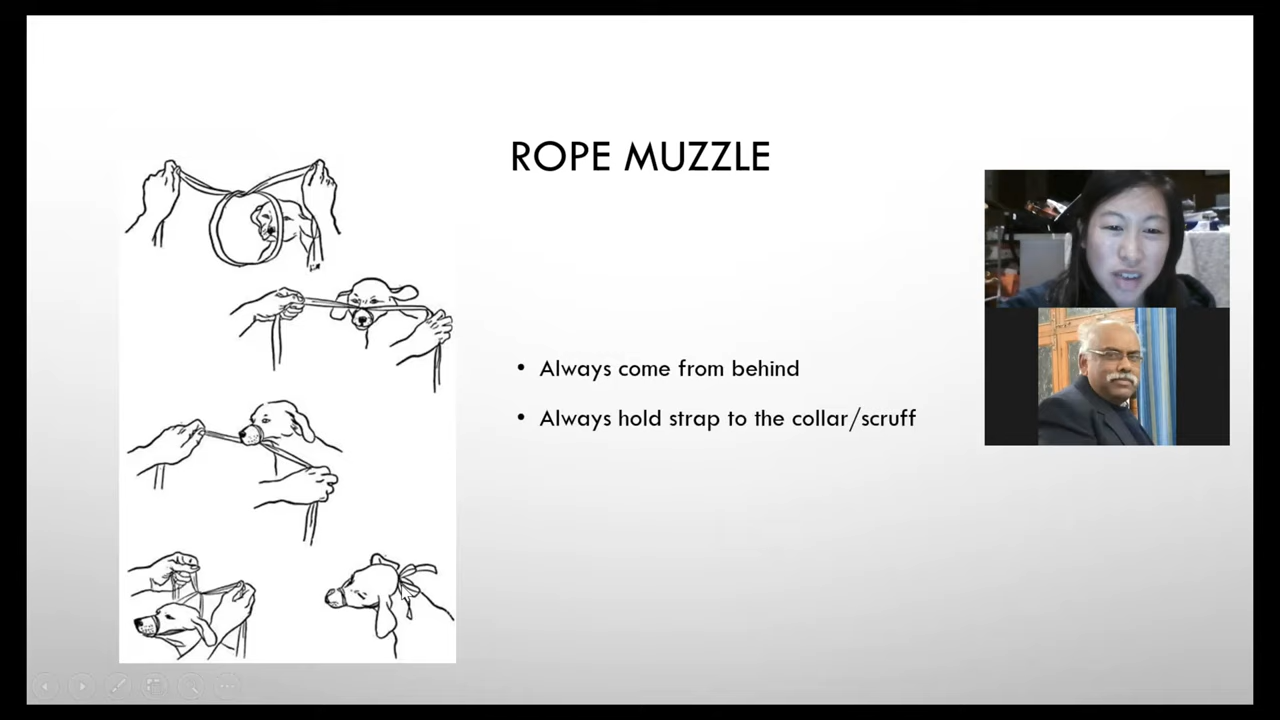 ROPE MUZZLE
• Always come from behind
• Always hold strap to the collar/scruff